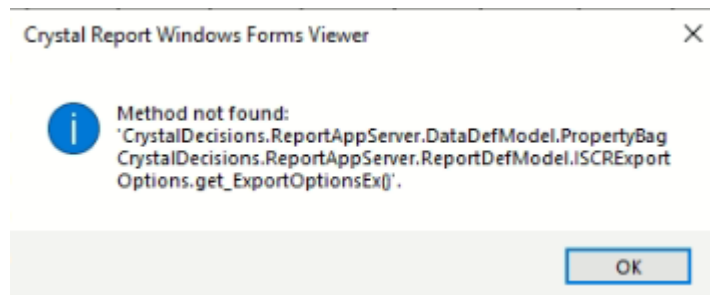 Crystal Report Windows Forms Viewer
Method not found:
'CrystalDecisions.ReportAppServer.DataDefModel.PropertyBag
CrystalDecisions.ReportAppServer.ReportDefModel.ISCRExport
Options.get_ExportOptionsEx()'.
OK